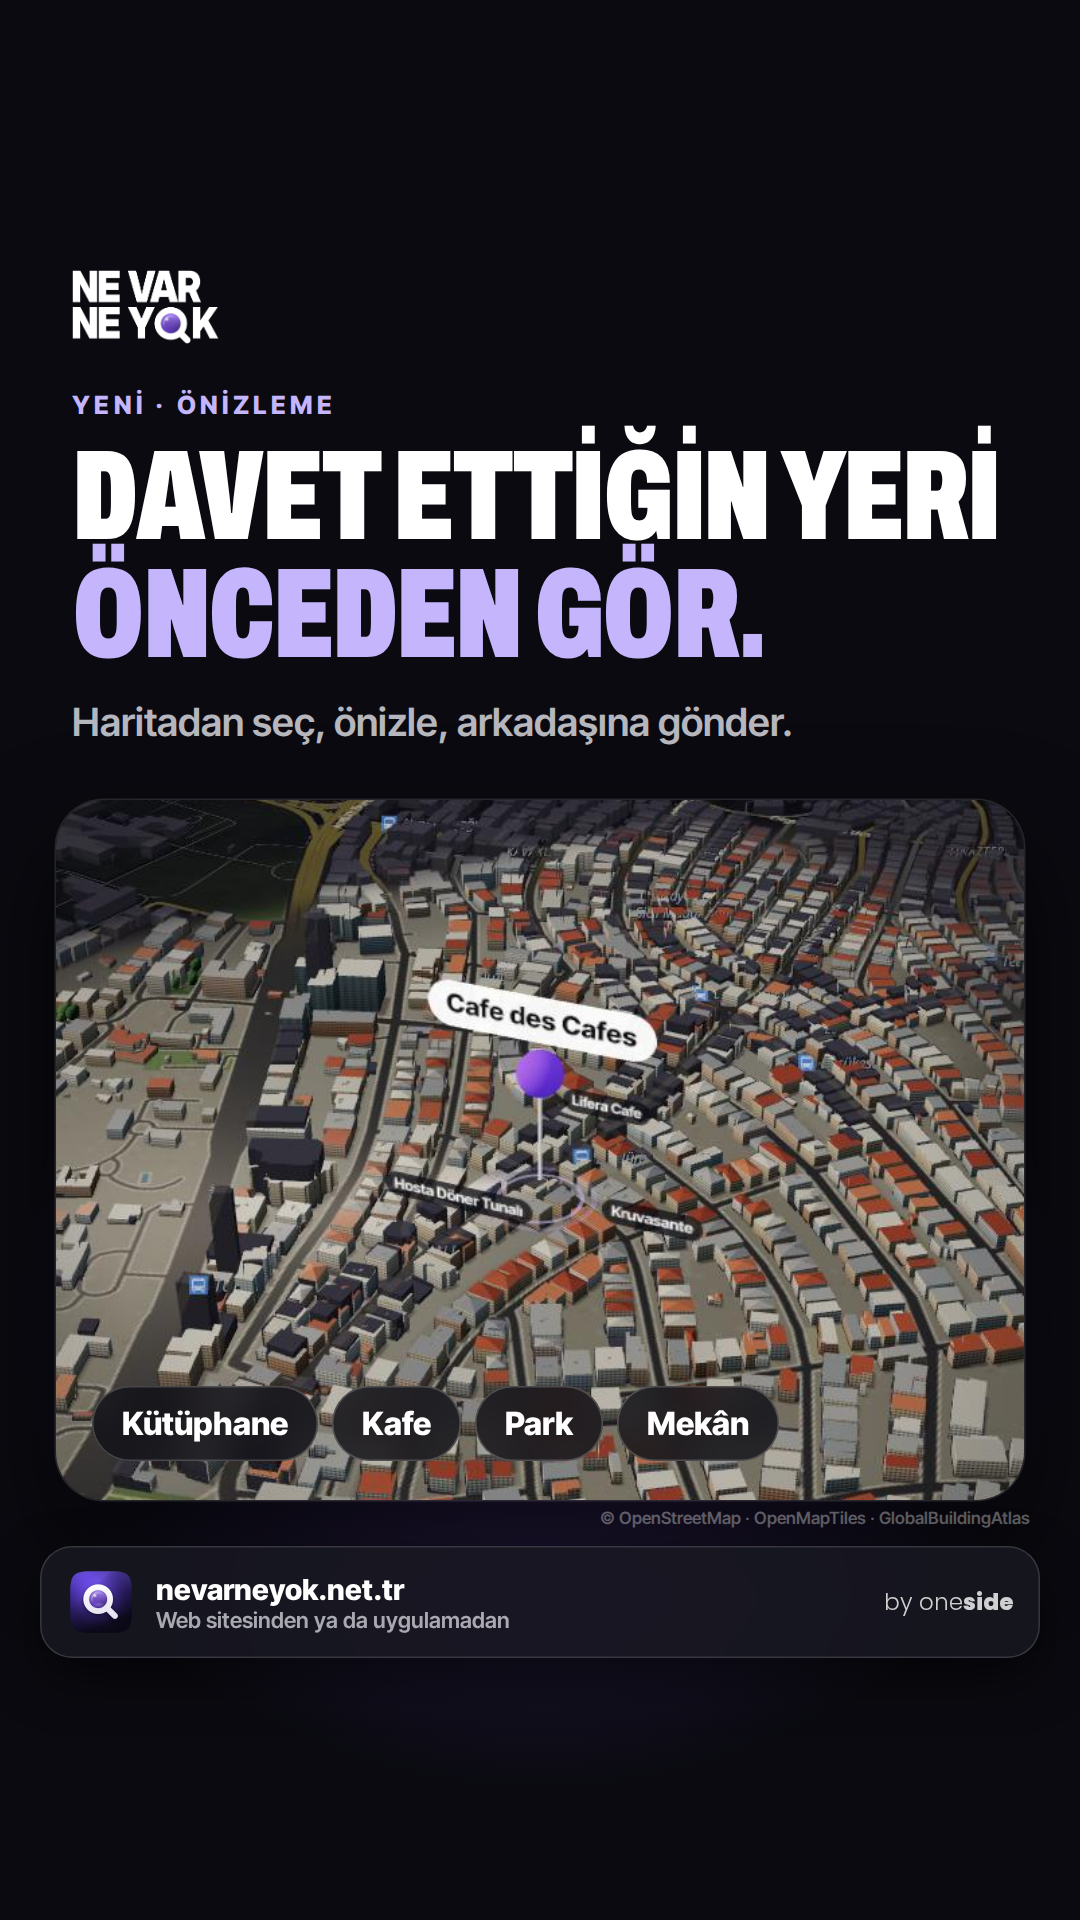 NE VAR
NE YOK
YENİ · ÖNİZLEME
DAVET ETTİĞİN YERİ
ÖNCEDEN GÖR.
Haritadan seç, önizle, arkadaşına gönder.
Cafe des Cafes
Lifera Cafe
Hosta Döner Tunalı
Kruvasante
Kütüphane
Kafe
Park
Mekân
© OpenStreetMap · OpenMapTiles · GlobalBuildingAtlas
nevarneyok.net.tr
Web sitesinden ya da uygulamadan
by oneside